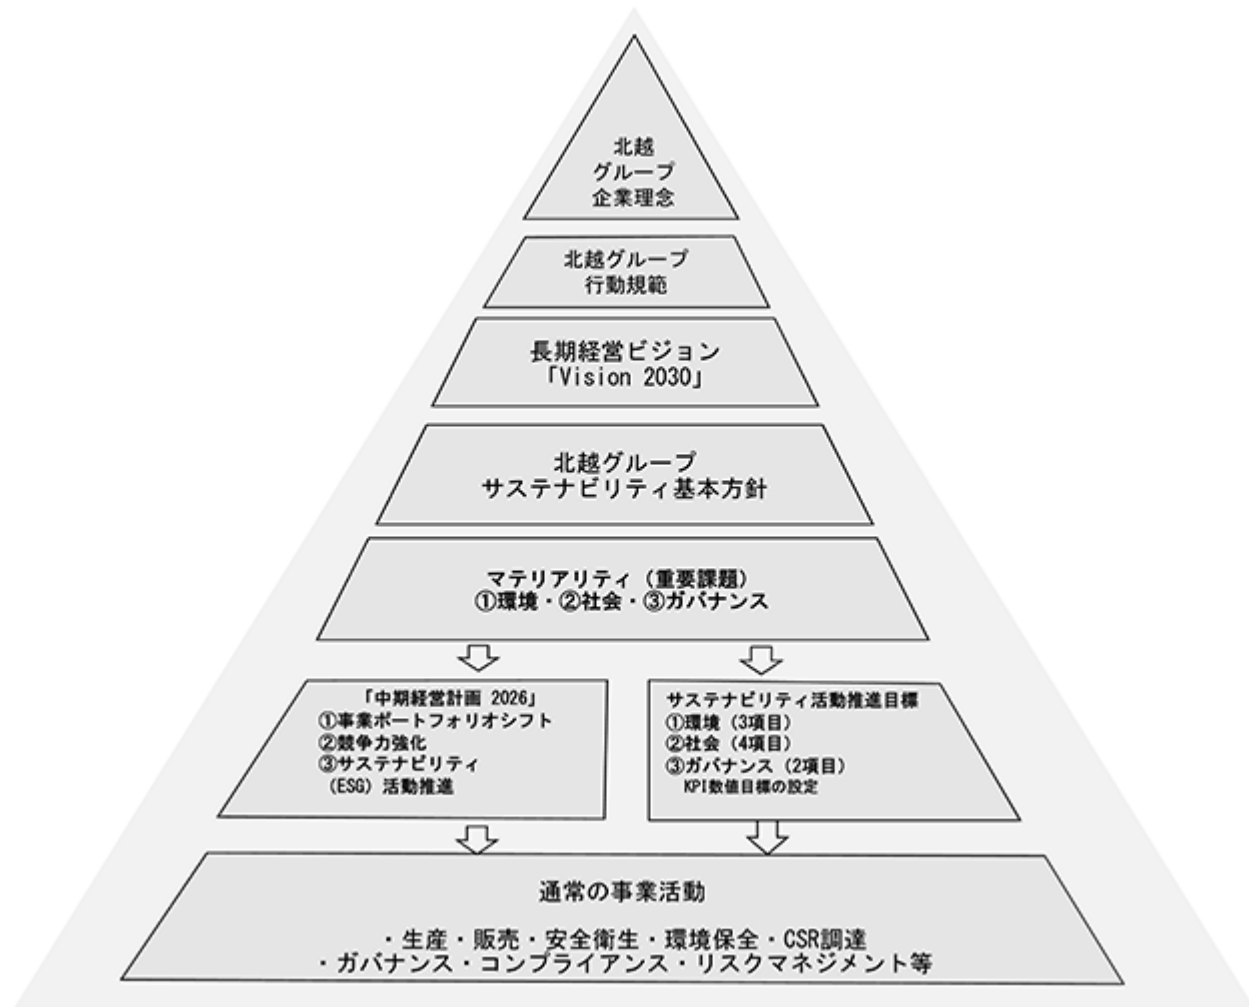 北越
グループ
企業理念
北越グループ
行動規範
長期経営ビジョン
「Vision 2030」
北越グループ
サステナビリティ基本方針
マテリアリティ（重要課題）
①環境・②社会・③ガバナンス
「中期経営計画 2026」
①事業ポートフォリオシフト
②競争力強化
③サステナビリティ
（ESG）活動推進
サステナビリティ活動推進目標
①環境（3項目）
②社会（4項目）
③ガバナンス（2項目）
KPI数値目標の設定
通常の事業活動
・生産・販売・安全衛生・環境保全・CSR調達
・ガバナンス・コンプライアンス・リスクマネジメント等